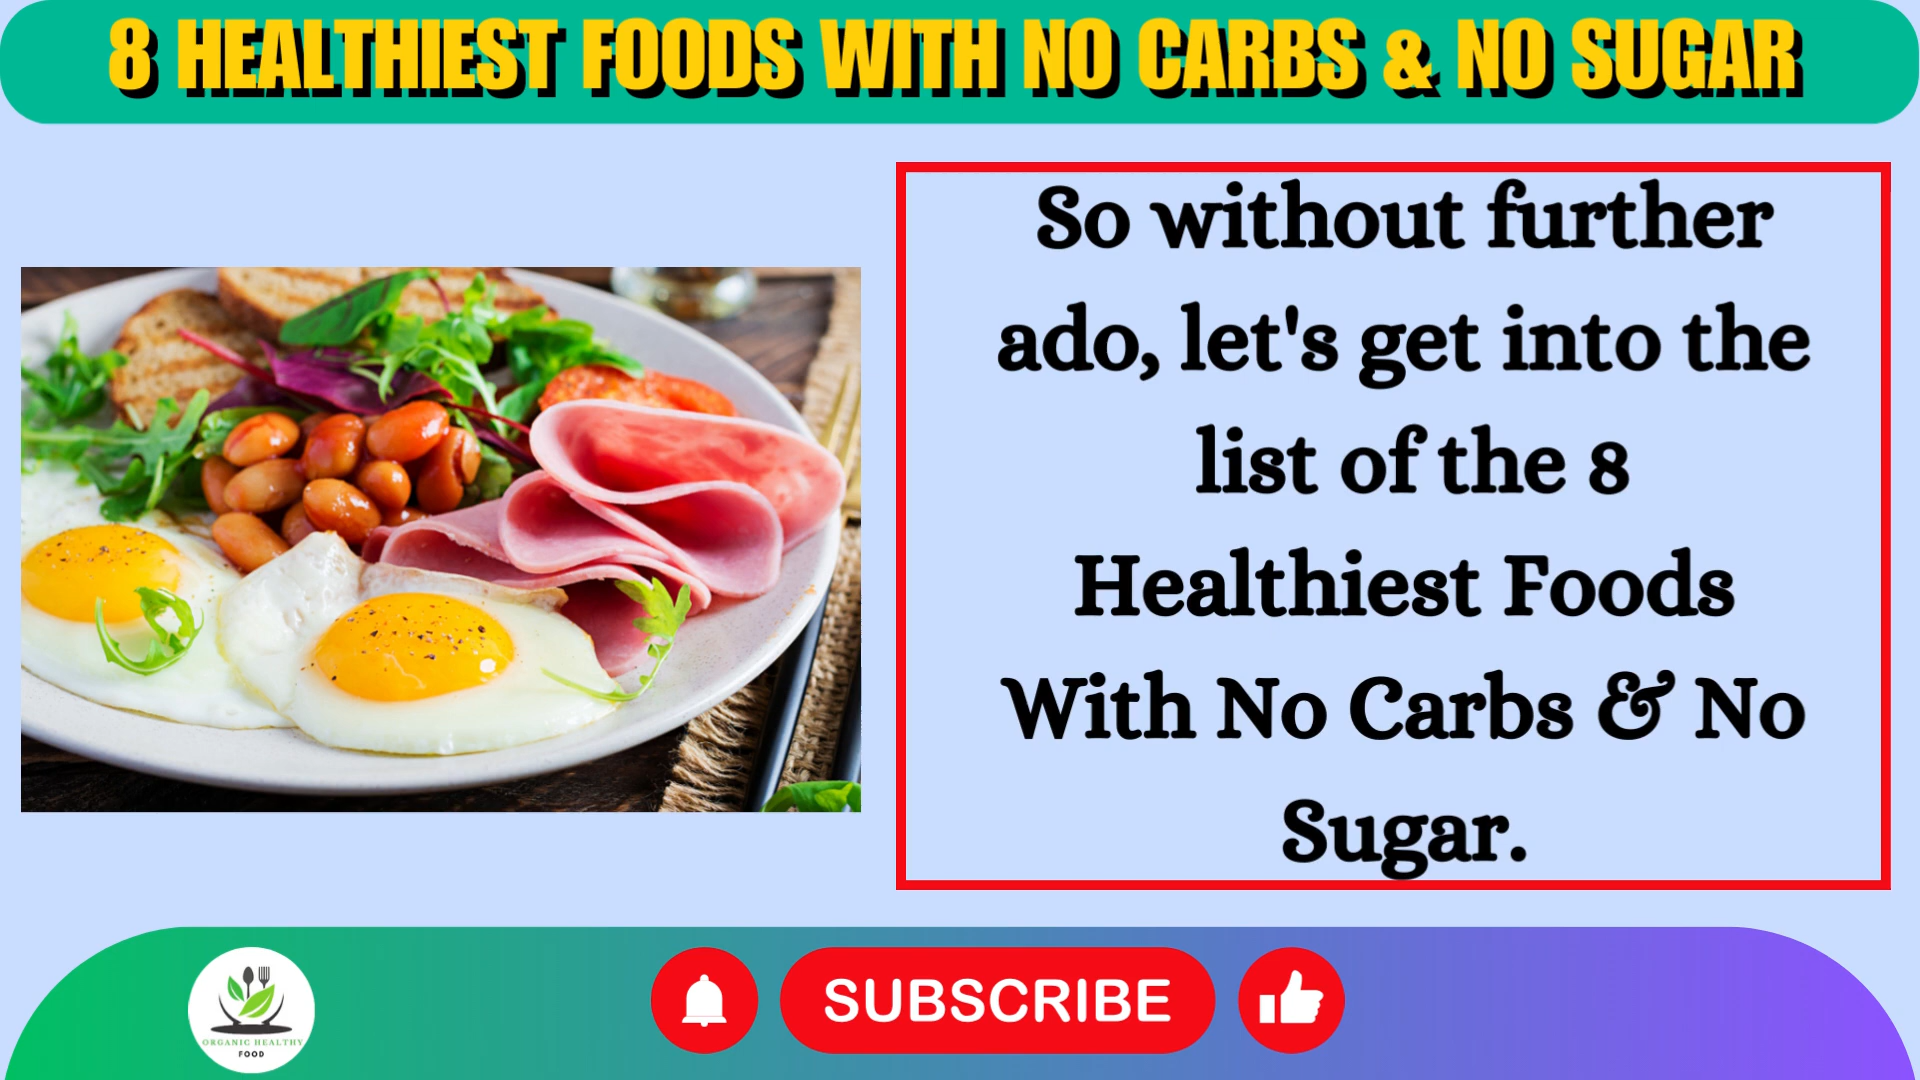 8 HEALTHIEST FOODS WITH NO CARBS & NO SUGAR
So without further
ado, let's get into the
list of the 8
Healthiest Foods
With No Carbs & No
Sugar.
ORGANIC HEALTHY
FOOD
SUBSCRIBE